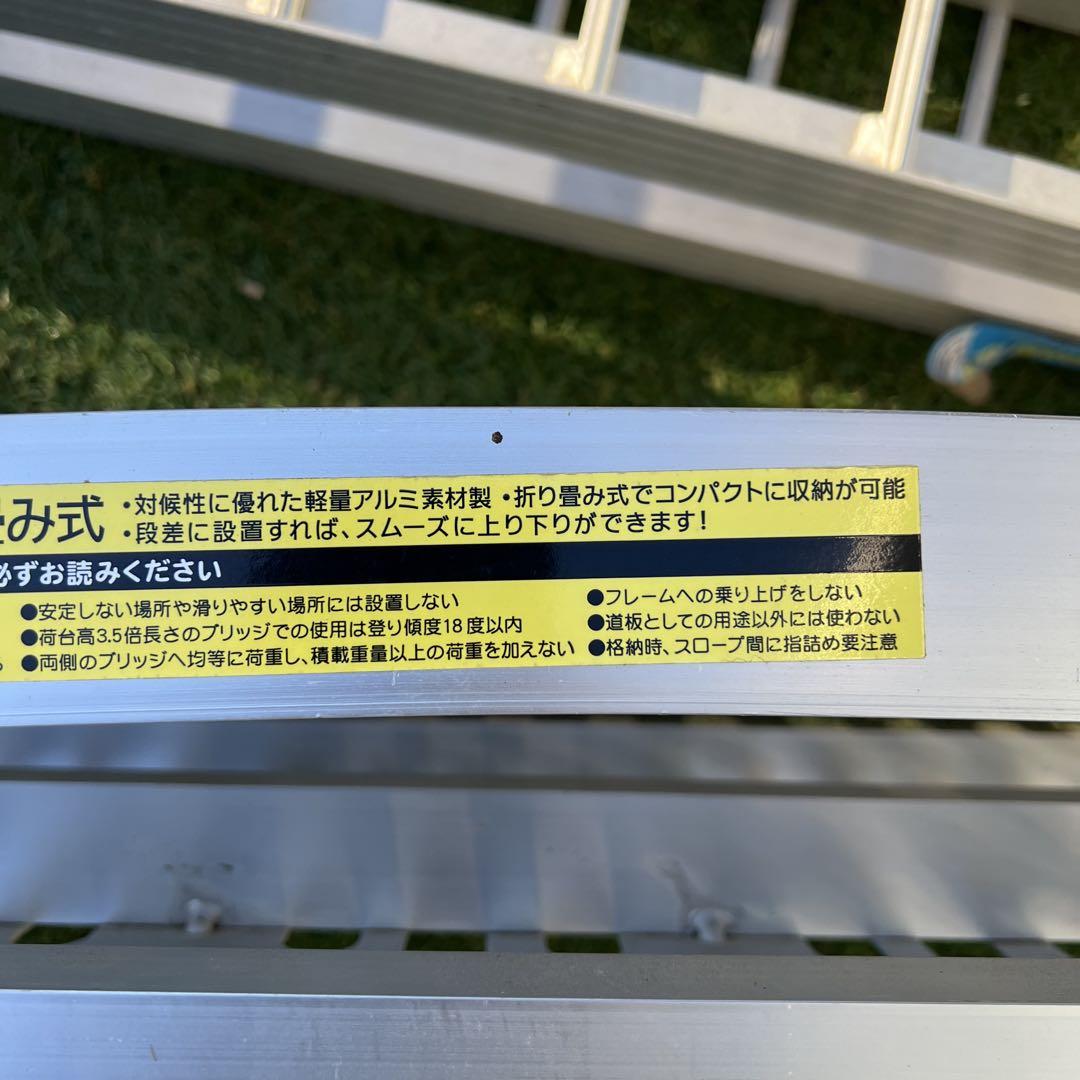 み式
・対候性に優れた軽量アルミ素材製 ・折り畳み式でコンパクトに収納が可能
・段差に設置すれば、スムーズに上り下りができます!
必ずお読みください
●安定しない場所や滑りやすい場所には設置しない
●荷台高3.5倍長さのブリッジでの使用は登り傾度18度以内
●両側のブリッジへ均等に荷重し、積載重量以上の荷重を加えない
●フレームへの乗り上げをしない
●道板としての用途以外には使わない
●格納時、スロープ間に指詰め要注意